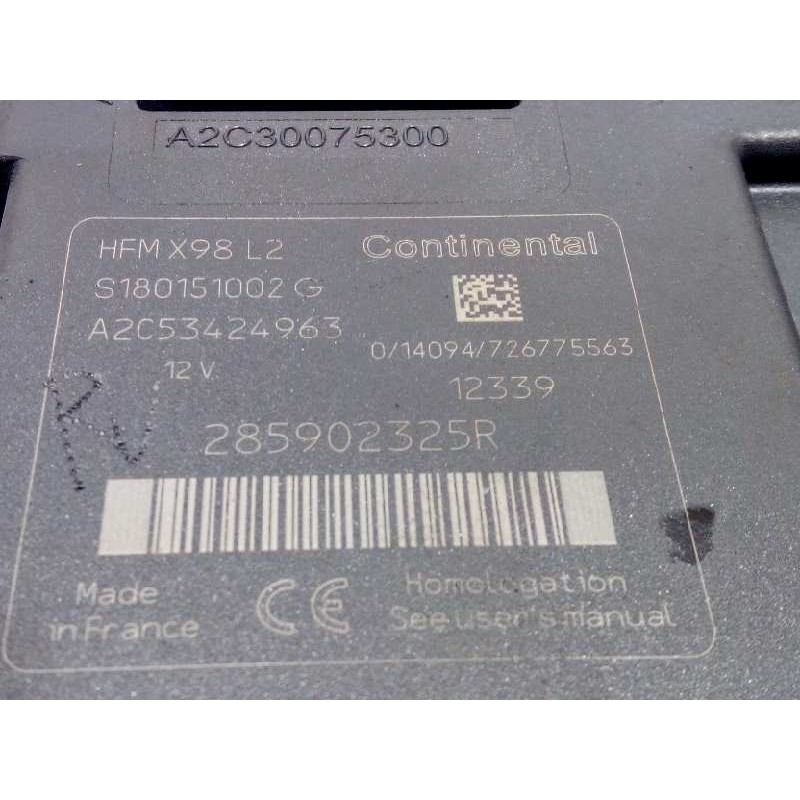 A2C30075300
HFM X98 L2 Continental
S180151002 G
A2C53424963
0/14094/726775563
12 V
12339
285902325R
Made
in France
CE
Homologation
See user's manual